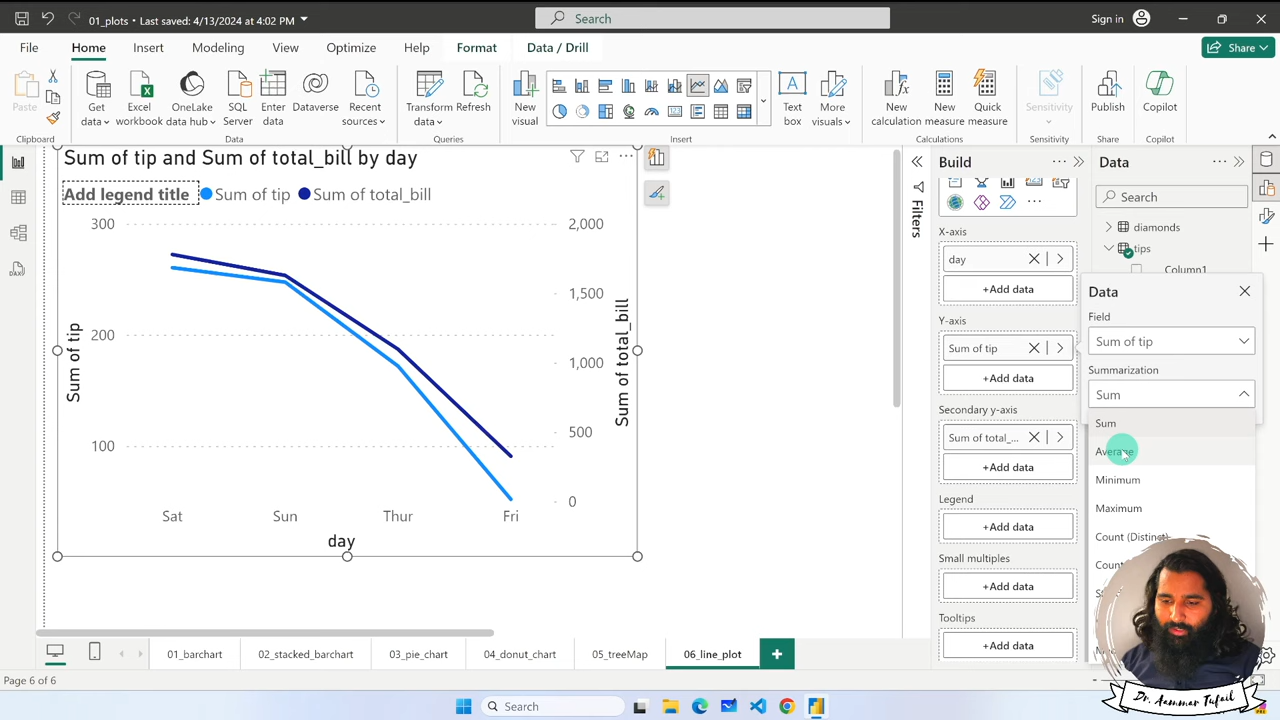 01_plots • Last saved: 4/13/2024 at 4:02 PM
Search
Sign in
File Home Insert Modeling View Optimize Help Format Data / Drill
Share
Paste
Get data
Excel workbook
OneLake data hub
SQL Server
Enter data
Dataverse
Recent sources
Transform data
Refresh
New visual
Text box
More visuals
New calculation
New measure
Quick measure
Sensitivity
Publish
Copilot
Clipboard Data Queries Insert Calculations Sensitivity Share Copilot
Sum of tip and Sum of total_bill by day
Add legend title Sum of tip Sum of total_bill
300
200
100
Sum of tip
2,000
1,500
1,000
500
0
Sum of total_bill
Sat Sun Thur Fri
day
Filters
Build
X-axis
day
+Add data
Y-axis
Sum of tip
+Add data
Secondary y-axis
Sum of total_...
+Add data
Legend
+Add data
Small multiples
+Add data
Tooltips
+Add data
Data
Search
diamonds
tips
Column1
Data
Field
Sum of tip
Summarization
Sum
Sum
Average
Minimum
Maximum
Count (Distinct)
Dr. Aammar Tufail
01_barchart 02_stacked_barchart 03_pie_chart 04_donut_chart 05_treeMap 06_line_plot
Page 6 of 6
Search